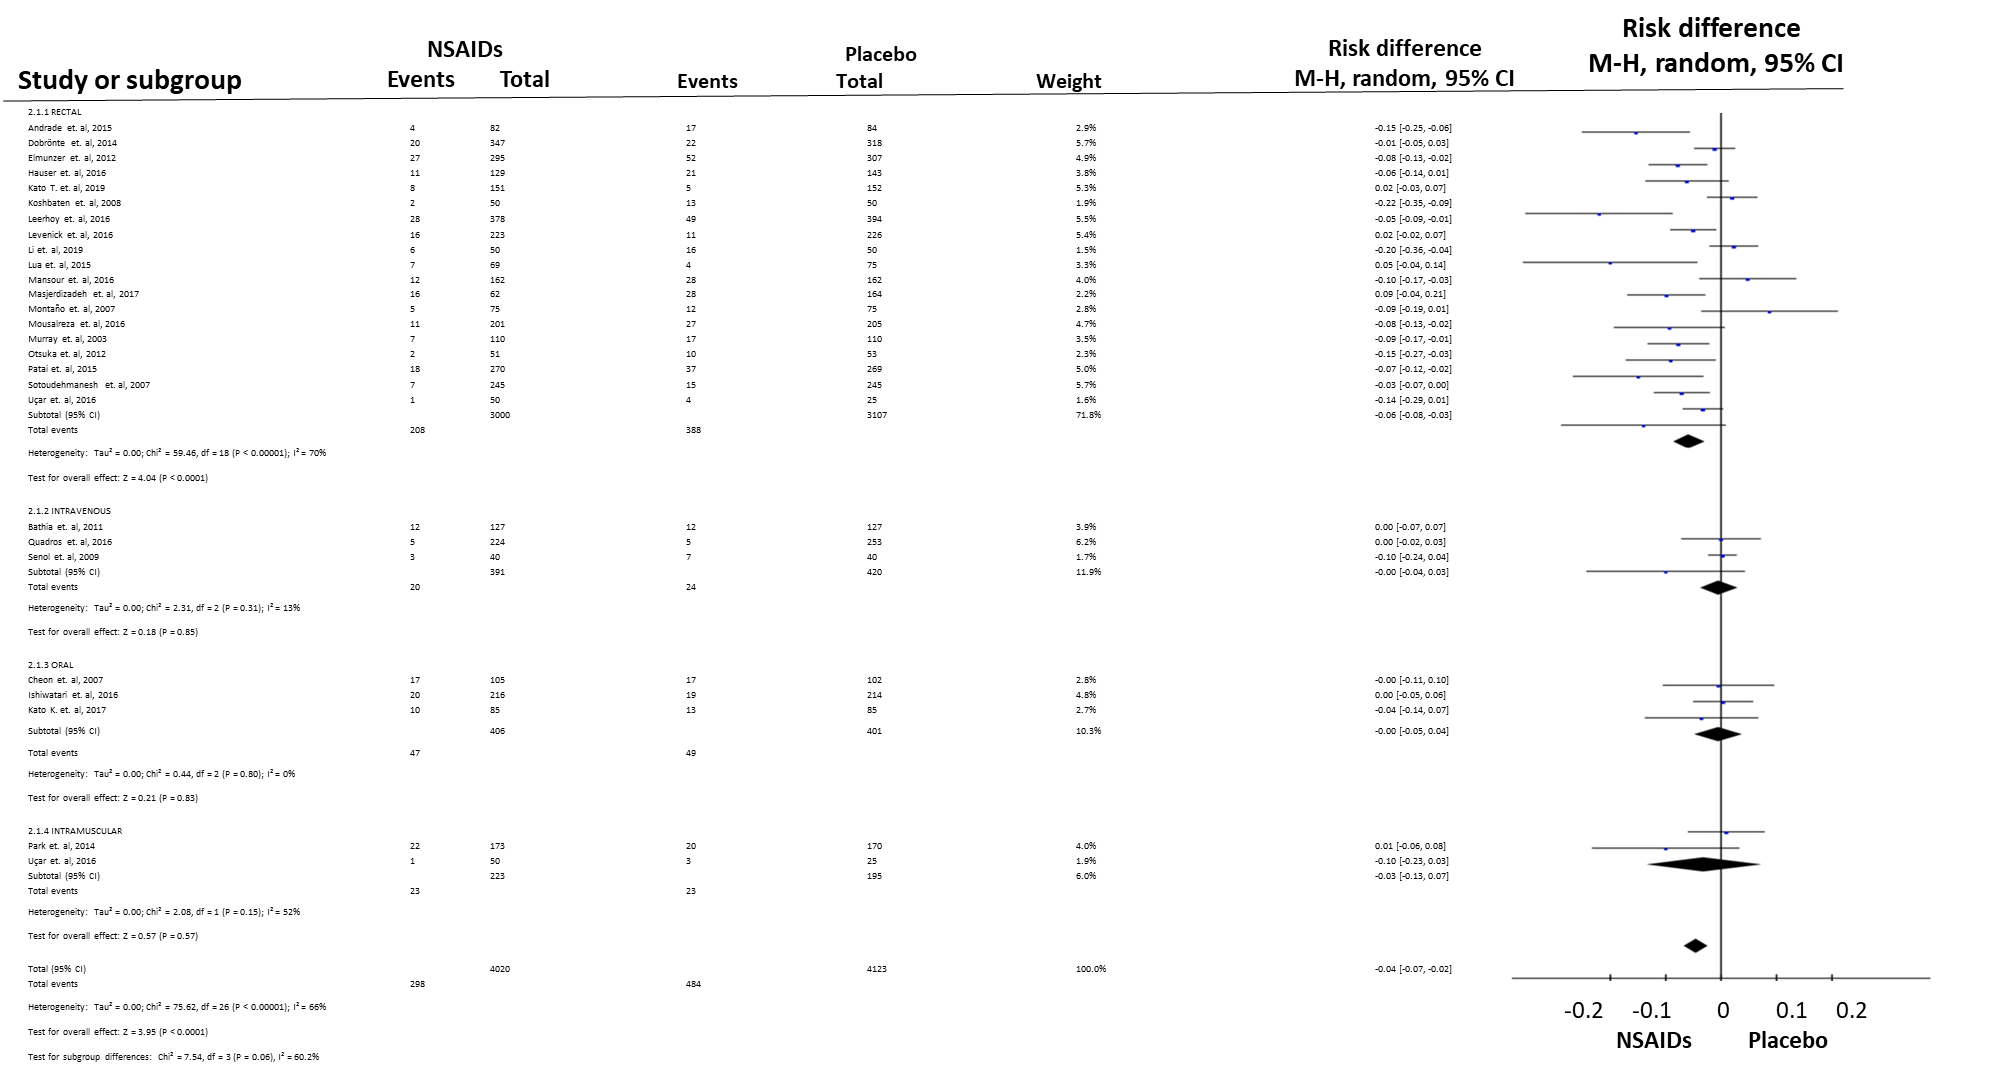 NSAIDs Placebo Risk difference Risk difference
Study or subgroup Events Total Events Total Weight M-H, random, 95% CI M-H, random, 95% CI
2.1.1 RECTAL
Andrade et. al, 2015 4 82 17 84 2.9% -0.15 [-0.25, -0.06]
Dobrönte et. al, 2014 20 347 22 318 5.7% -0.01 [-0.05, 0.03]
Elmunzer et. al, 2012 27 295 52 307 4.9% -0.08 [-0.13, -0.02]
Hauser et. al, 2016 11 129 21 143 3.8% -0.06 [-0.14, 0.01]
Kato T. et. al, 2019 8 151 5 152 5.3% 0.02 [-0.03, 0.07]
Koshbaten et. al, 2008 2 50 13 50 1.9% -0.22 [-0.35, -0.09]
Leerhoy et. al, 2016 28 378 49 394 5.5% -0.05 [-0.09, -0.01]
Levenick et. al, 2016 16 223 11 226 5.4% 0.02 [-0.02, 0.07]
Li et. al, 2019 6 50 16 50 1.5% -0.20 [-0.36, -0.04]
Lua et. al, 2015 7 69 4 75 3.3% 0.05 [-0.04, 0.14]
Mansour et. al, 2016 12 162 28 162 4.0% -0.10 [-0.17, -0.03]
Masjerdizadeh et. al, 2017 16 62 28 164 2.2% 0.09 [-0.04, 0.21]
Montaño et. al, 2007 5 75 12 75 2.8% -0.09 [-0.19, 0.01]
Mousalreza et. al, 2016 11 201 27 205 4.7% -0.08 [-0.13, -0.02]
Murray et. al, 2003 7 110 17 110 3.5% -0.09 [-0.17, -0.01]
Otsuka et. al, 2012 2 51 10 53 2.3% -0.15 [-0.27, -0.03]
Patai et. al, 2015 18 270 37 269 5.0% -0.07 [-0.12, -0.02]
Sotoudehmanesh et. al, 2007 7 245 15 245 5.7% -0.03 [-0.07, 0.00]
Uçar et. al, 2016 1 50 4 25 1.6% -0.14 [-0.29, 0.01]
Subtotal (95% CI) 3000 3107 71.8% -0.06 [-0.08, -0.03]
Total events 208 388
Heterogeneity: Tau² = 0.00; Chi² = 59.46, df = 18 (P < 0.00001); I² = 70%
Test for overall effect: Z = 4.04 (P < 0.0001)
2.1.2 INTRAVENOUS
Bathia et. al, 2011 12 127 12 127 3.9% 0.00 [-0.07, 0.07]
Quadros et. al, 2016 5 224 5 253 6.2% 0.00 [-0.02, 0.03]
Senol et. al, 2009 3 40 7 40 1.7% -0.10 [-0.24, 0.04]
Subtotal (95% CI) 391 420 11.9% -0.00 [-0.04, 0.03]
Total events 20 24
Heterogeneity: Tau² = 0.00; Chi² = 2.31, df = 2 (P = 0.31); I² = 13%
Test for overall effect: Z = 0.18 (P = 0.85)
2.1.3 ORAL
Cheon et. al, 2007 17 105 17 102 2.8% -0.00 [-0.11, 0.10]
Ishiwatari et. al, 2016 20 216 19 214 4.8% 0.00 [-0.05, 0.06]
Kato K. et. al, 2017 10 85 13 85 2.7% -0.04 [-0.14, 0.07]
Subtotal (95% CI) 406 401 10.3% -0.00 [-0.05, 0.04]
Total events 47 49
Heterogeneity: Tau² = 0.00; Chi² = 0.44, df = 2 (P = 0.80); I² = 0%
Test for overall effect: Z = 0.21 (P = 0.83)
2.1.4 INTRAMUSCULAR
Park et. al, 2014 22 173 20 170 4.0% 0.01 [-0.06, 0.08]
Uçar et. al, 2016 1 50 3 25 1.9% -0.10 [-0.23, 0.03]
Subtotal (95% CI) 223 195 6.0% -0.03 [-0.13, 0.07]
Total events 23 23
Heterogeneity: Tau² = 0.00; Chi² = 2.08, df = 1 (P = 0.15); I² = 52%
Test for overall effect: Z = 0.57 (P = 0.57)
Total (95% CI) 4020 4123 100.0% -0.04 [-0.07, -0.02]
Total events 298 484
Heterogeneity: Tau² = 0.00; Chi² = 75.62, df = 26 (P < 0.00001); I² = 66%
Test for overall effect: Z = 3.95 (P < 0.0001)
Test for subgroup differences: Chi² = 7.54, df = 3 (P = 0.06), I² = 60.2%
-0.2 -0.1 0 0.1 0.2
NSAIDs Placebo